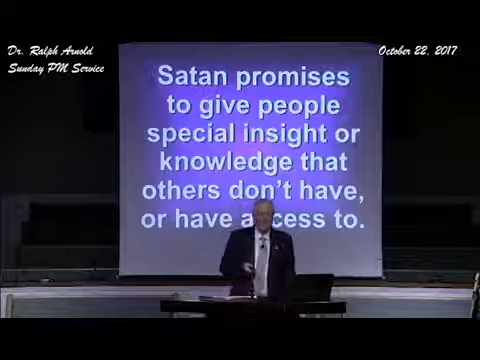 Dr. Ralph Arnold
Sunday PM Service
October 22, 2017
Satan promises
to give people
special insight or
knowledge that
others don't have,
or have access to.